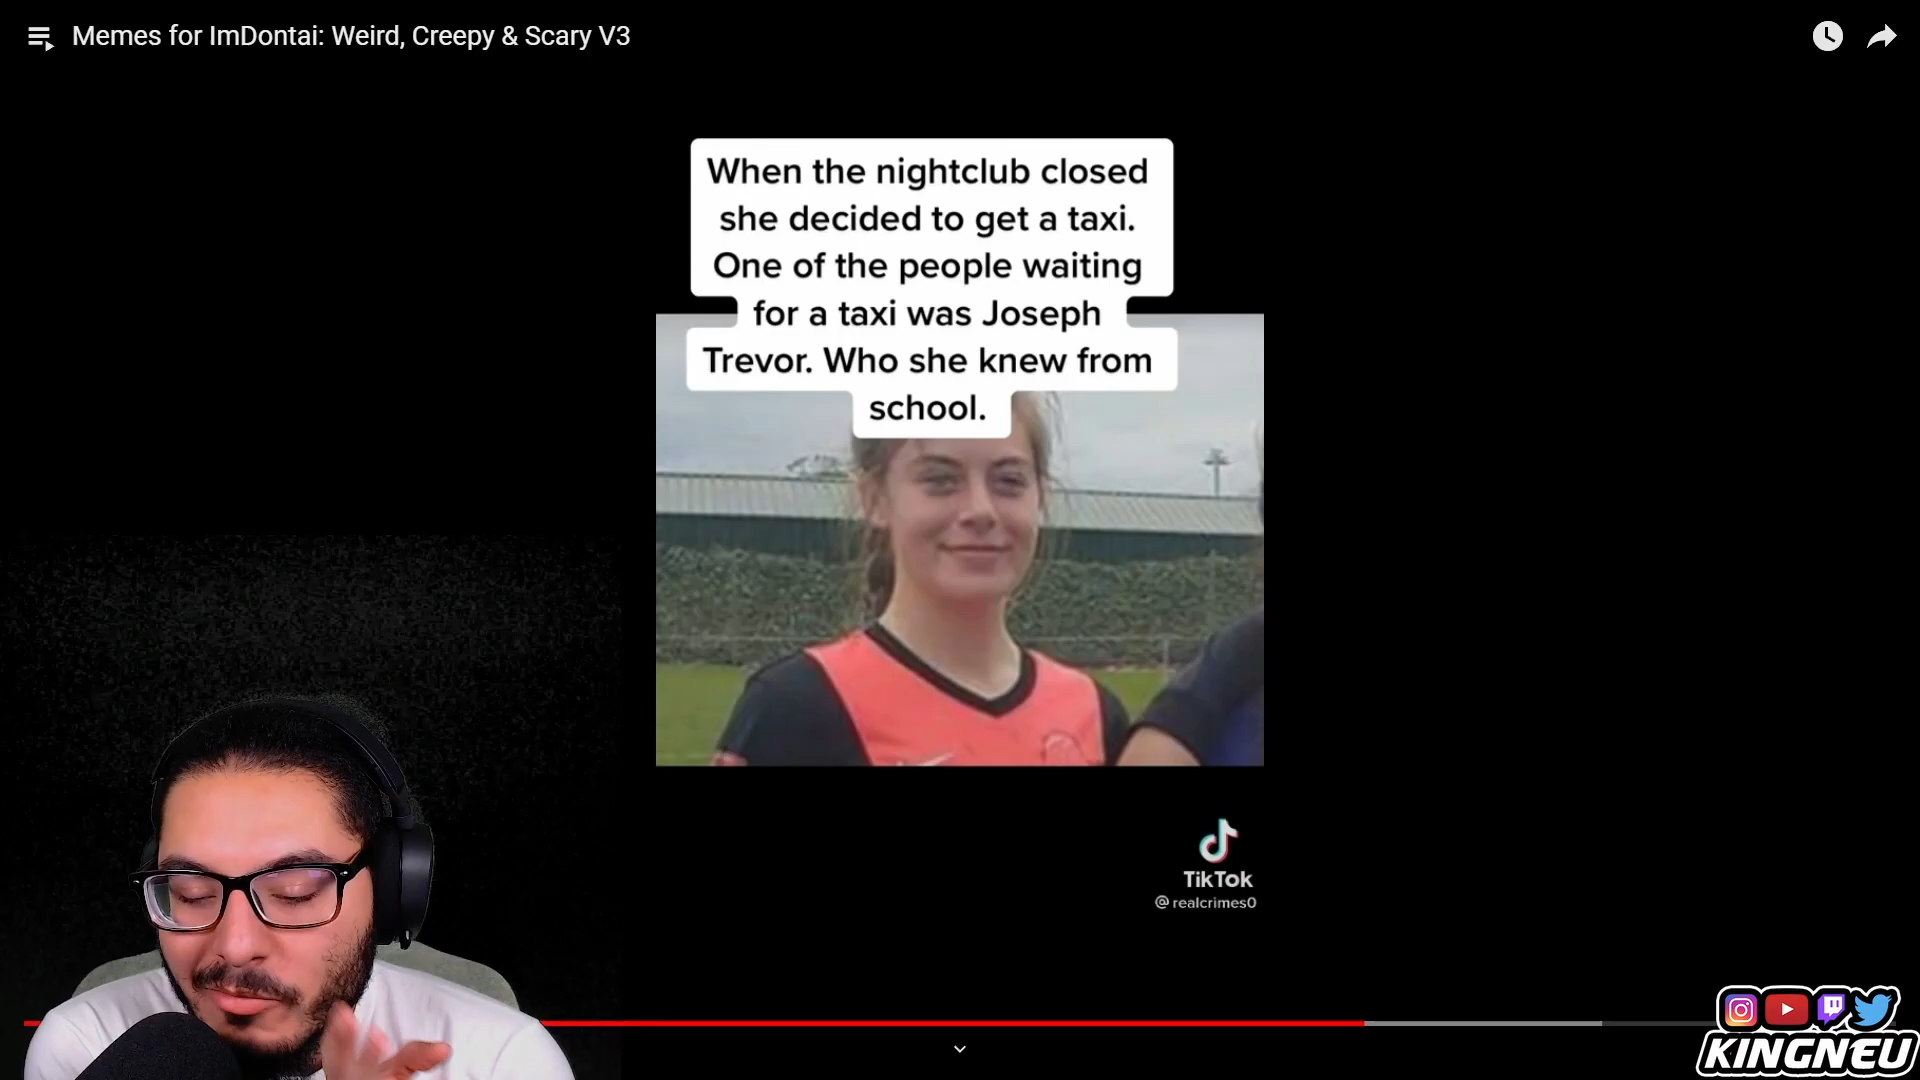 Memes for ImDontai: Weird, Creepy & Scary V3
When the nightclub closed
she decided to get a taxi.
One of the people waiting
for a taxi was Joseph
Trevor. Who she knew from
school.
TikTok
@realcrimes0
KINGNEU